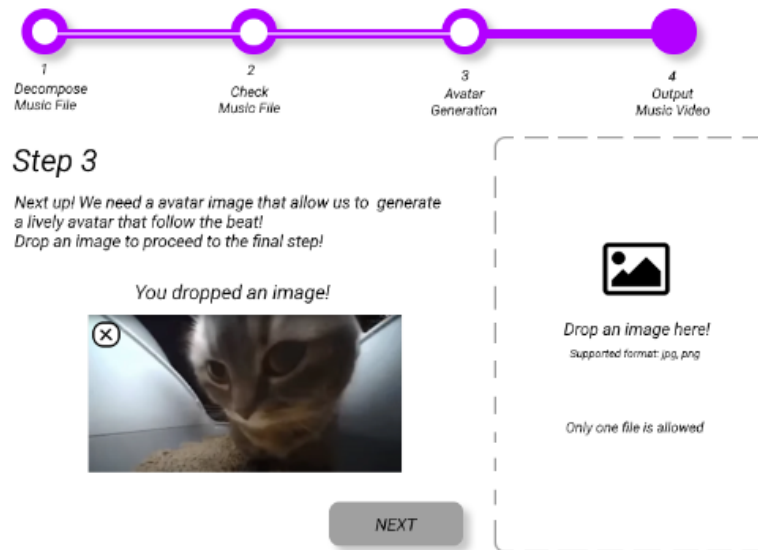 1
Decompose
Music File
2
Check
Music File
3
Avatar
Generation
4
Output
Music Video
Step 3
Next up! We need a avatar image that allow us to generate
a lively avatar that follow the beat!
Drop an image to proceed to the final step!
You dropped an image!
NEXT
Drop an image here!
Supported format: jpg, png
Only one file is allowed